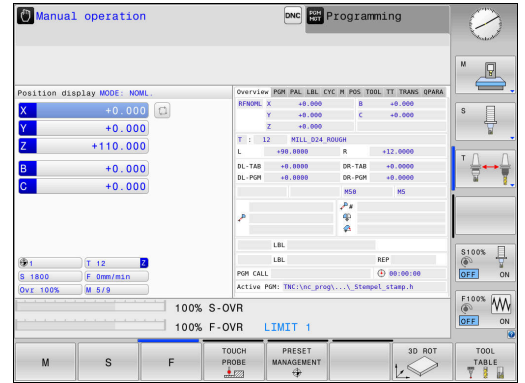 Manual operation
DNC
PGM MGT
Programming
Position display MODE: NOML.
X +0.000
Y +0.000
Z +110.000
B +0.000
C +0.000
1 T 12 Z
S 1800 F 0mm/min
Ovr 100% M 5/9
Overview PGM PAL LBL CYC M POS TOOL TT TRANS QPARA
RFNOML X +0.000 B +0.000
Y +0.000 C +0.000
Z +0.000
T : 12 MILL_D24_ROUGH
L +90.0000 R +12.0000
DL-TAB +0.0000 DR-TAB +0.0000
DL-PGM +0.0000 DR-PGM +0.0000
M50 M5
P#
P
LBL
LBL REP
PGM CALL 00:00:00
Active PGM: TNC:\nc_prog\...\_Stempel_stamp.h
100% S-OVR
100% F-OVR LIMIT 1
M
S
T
S100%
OFF ON
F100% W
OFF ON
M
S
F
TOUCH PROBE
PRESET MANAGEMENT
3D ROT
TOOL TABLE